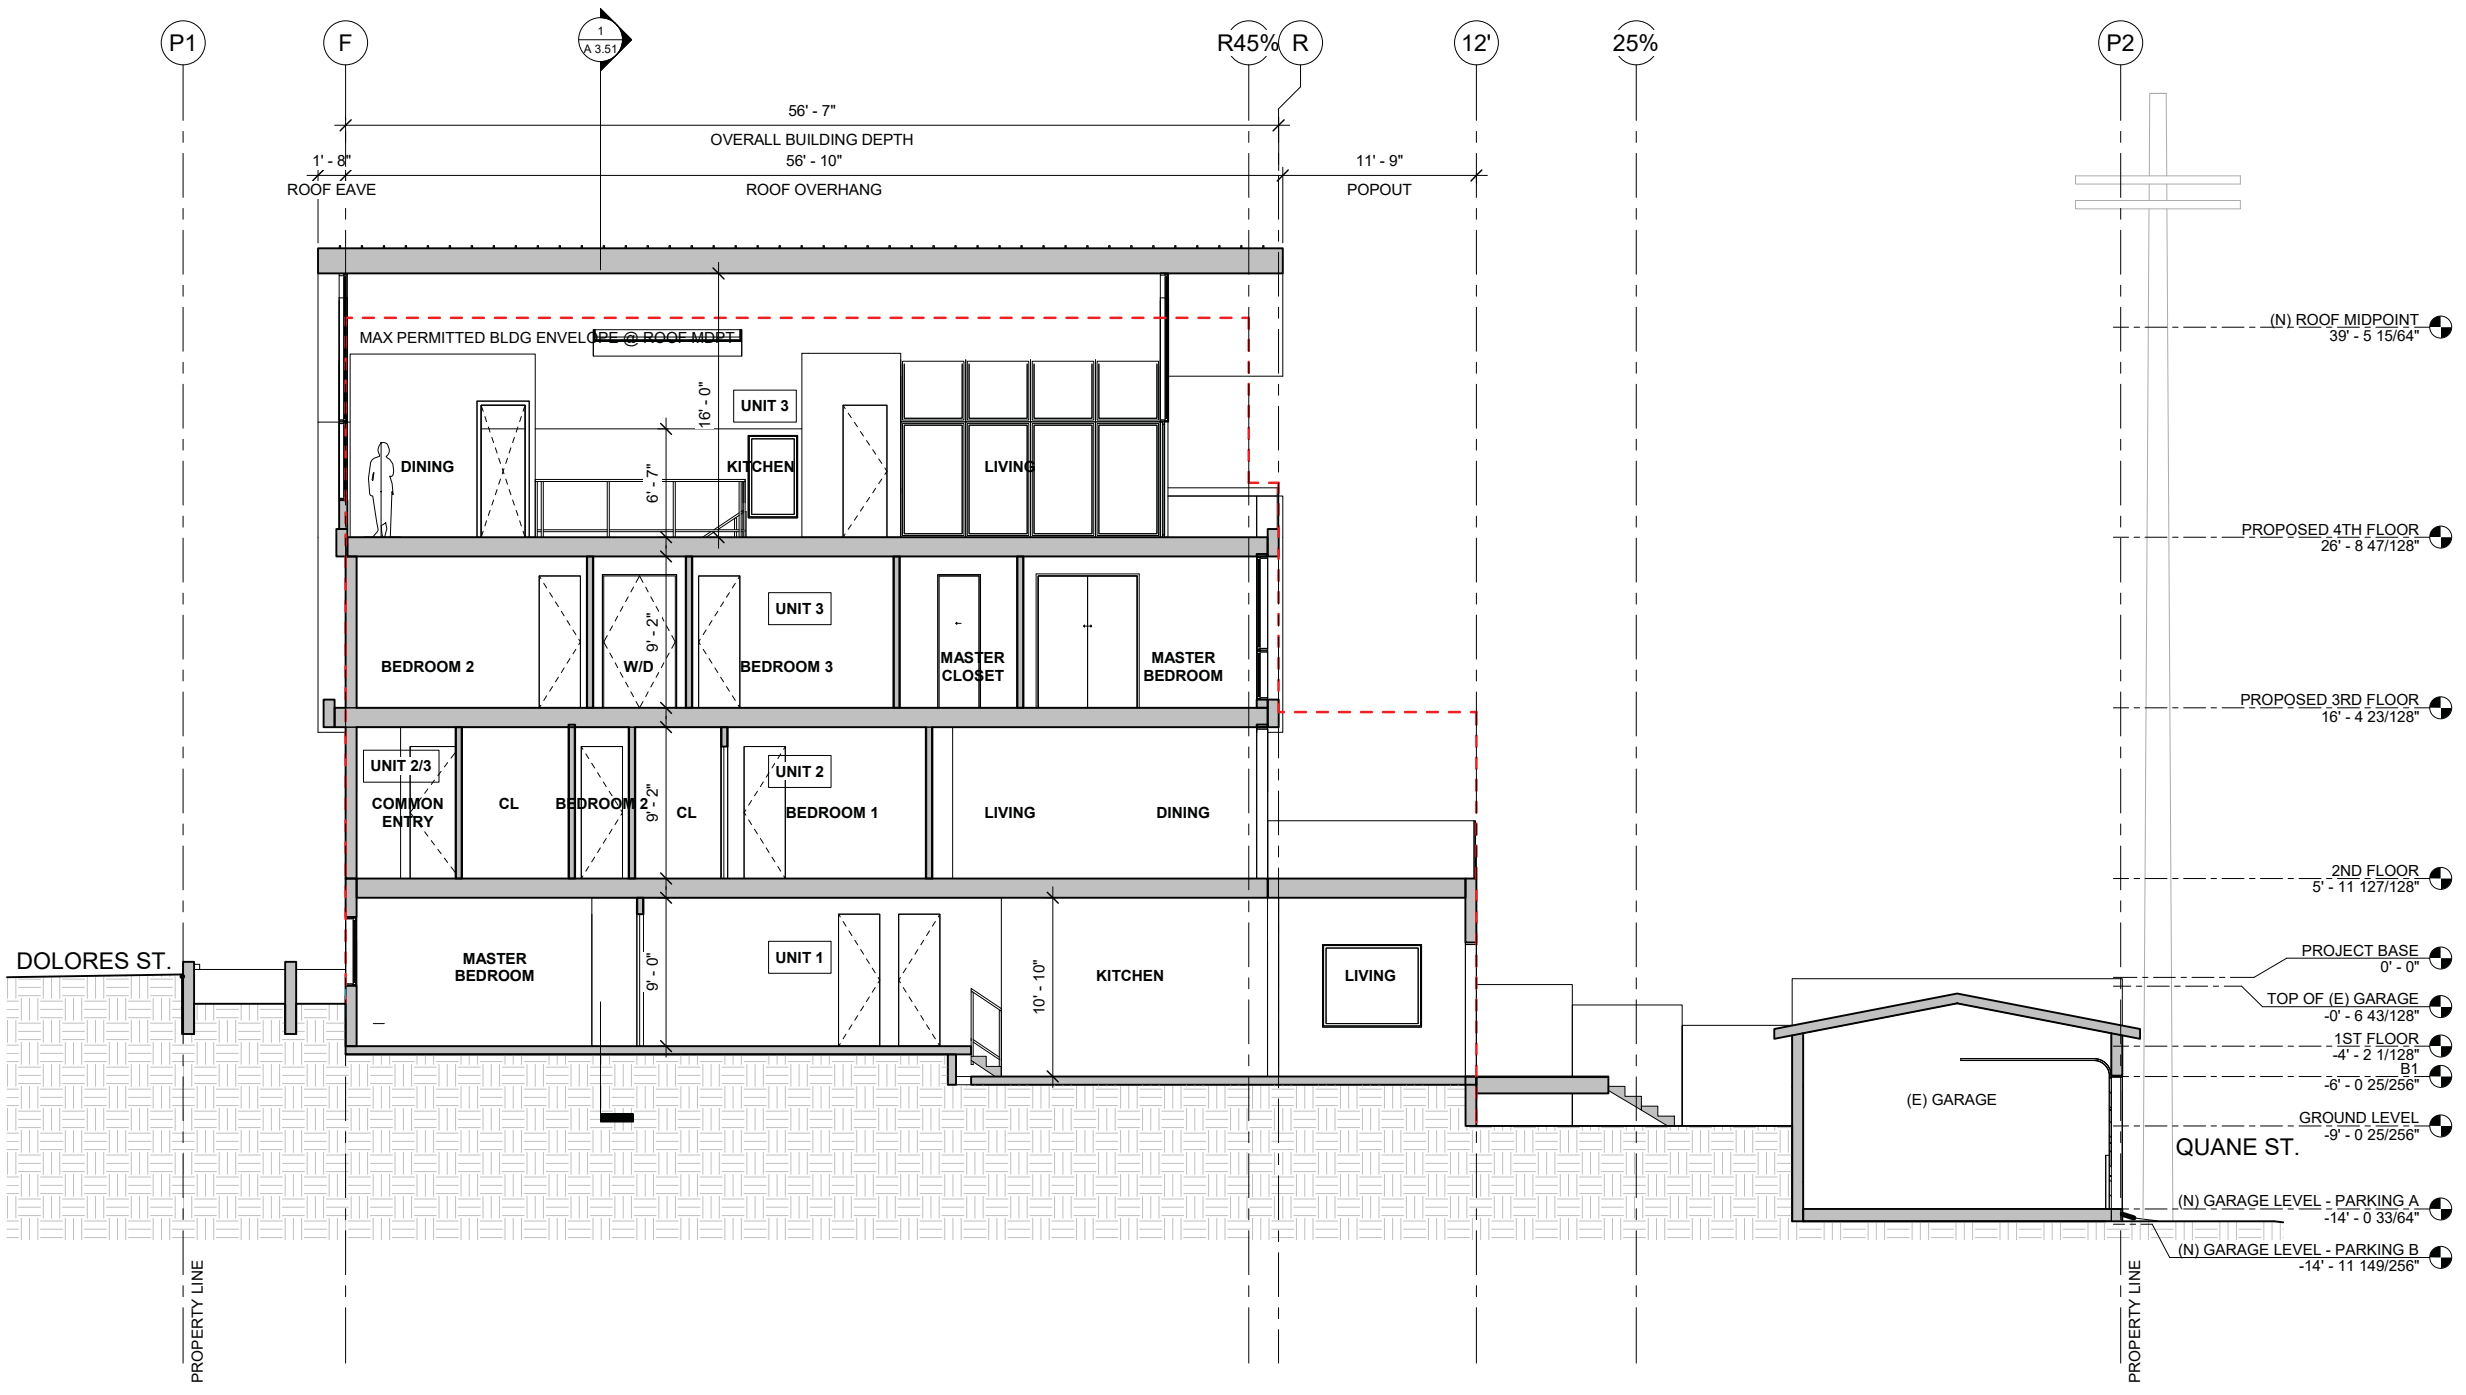 P1
F
1
A 3.51
R45%
R
12'
25%
P2
56' - 7"
OVERALL BUILDING DEPTH
1' - 8"
56' - 10"
11' - 9"
ROOF EAVE
ROOF OVERHANG
POPOUT
MAX PERMITTED BLDG ENVELOPE @ ROOF MDPT
(N) ROOF MIDPOINT
39' - 5 15/64"
16' - 0"
UNIT 3
DINING
6' - 7"
KITCHEN
LIVING
PROPOSED 4TH FLOOR
26' - 8 47/128"
UNIT 3
9' - 2"
BEDROOM 2
W/D
BEDROOM 3
MASTER
CLOSET
MASTER
BEDROOM
PROPOSED 3RD FLOOR
16' - 4 23/128"
UNIT 2/3
UNIT 2
COMMON
ENTRY
CL
BEDROOM 2
9' - 2"
CL
BEDROOM 1
LIVING
DINING
2ND FLOOR
5' - 11 127/128"
DOLORES ST.
MASTER
BEDROOM
9' - 0"
UNIT 1
10' - 10"
KITCHEN
LIVING
PROJECT BASE
0' - 0"
TOP OF (E) GARAGE
-0' - 6 43/128"
1ST FLOOR
-4' - 2 1/128"
B1
-6' - 0 25/256"
(E) GARAGE
GROUND LEVEL
-9' - 0 25/256"
QUANE ST.
(N) GARAGE LEVEL - PARKING A
-14' - 0 33/64"
(N) GARAGE LEVEL - PARKING B
-14' - 11 149/256"
PROPERTY LINE
PROPERTY LINE